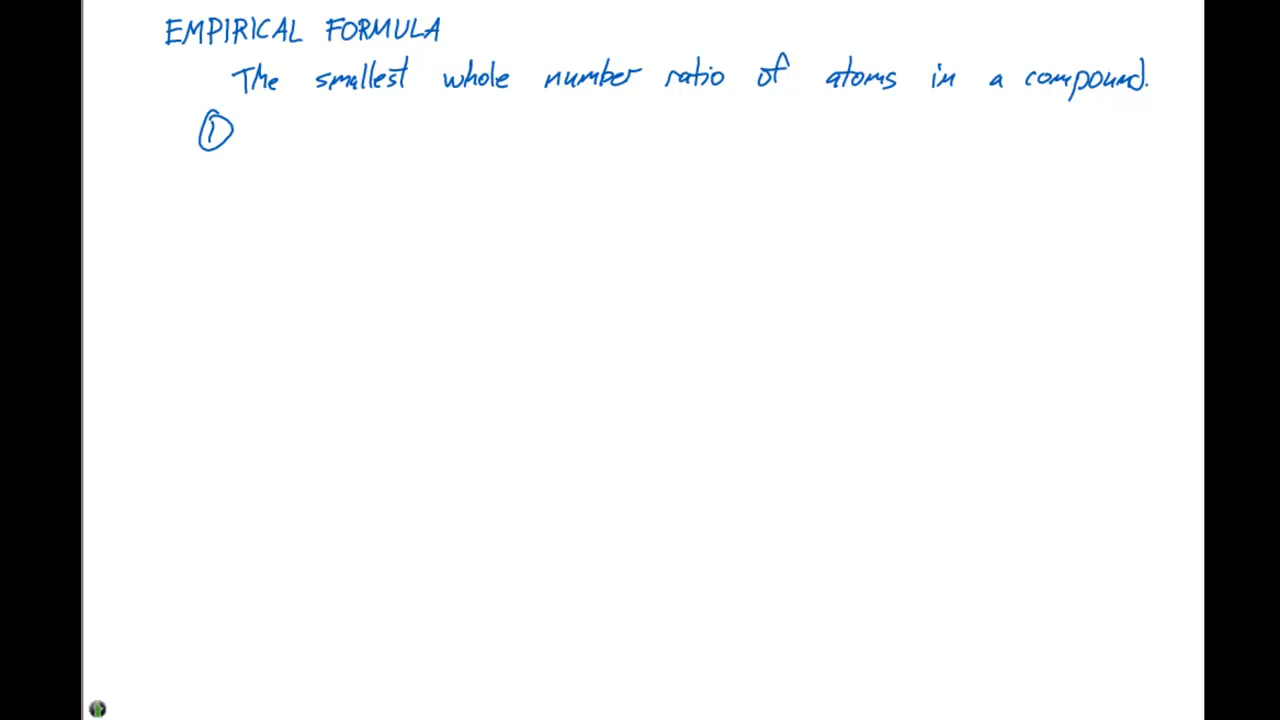 EMPIRICAL FORMULA
The smallest whole number ratio of atoms in a compound.
①